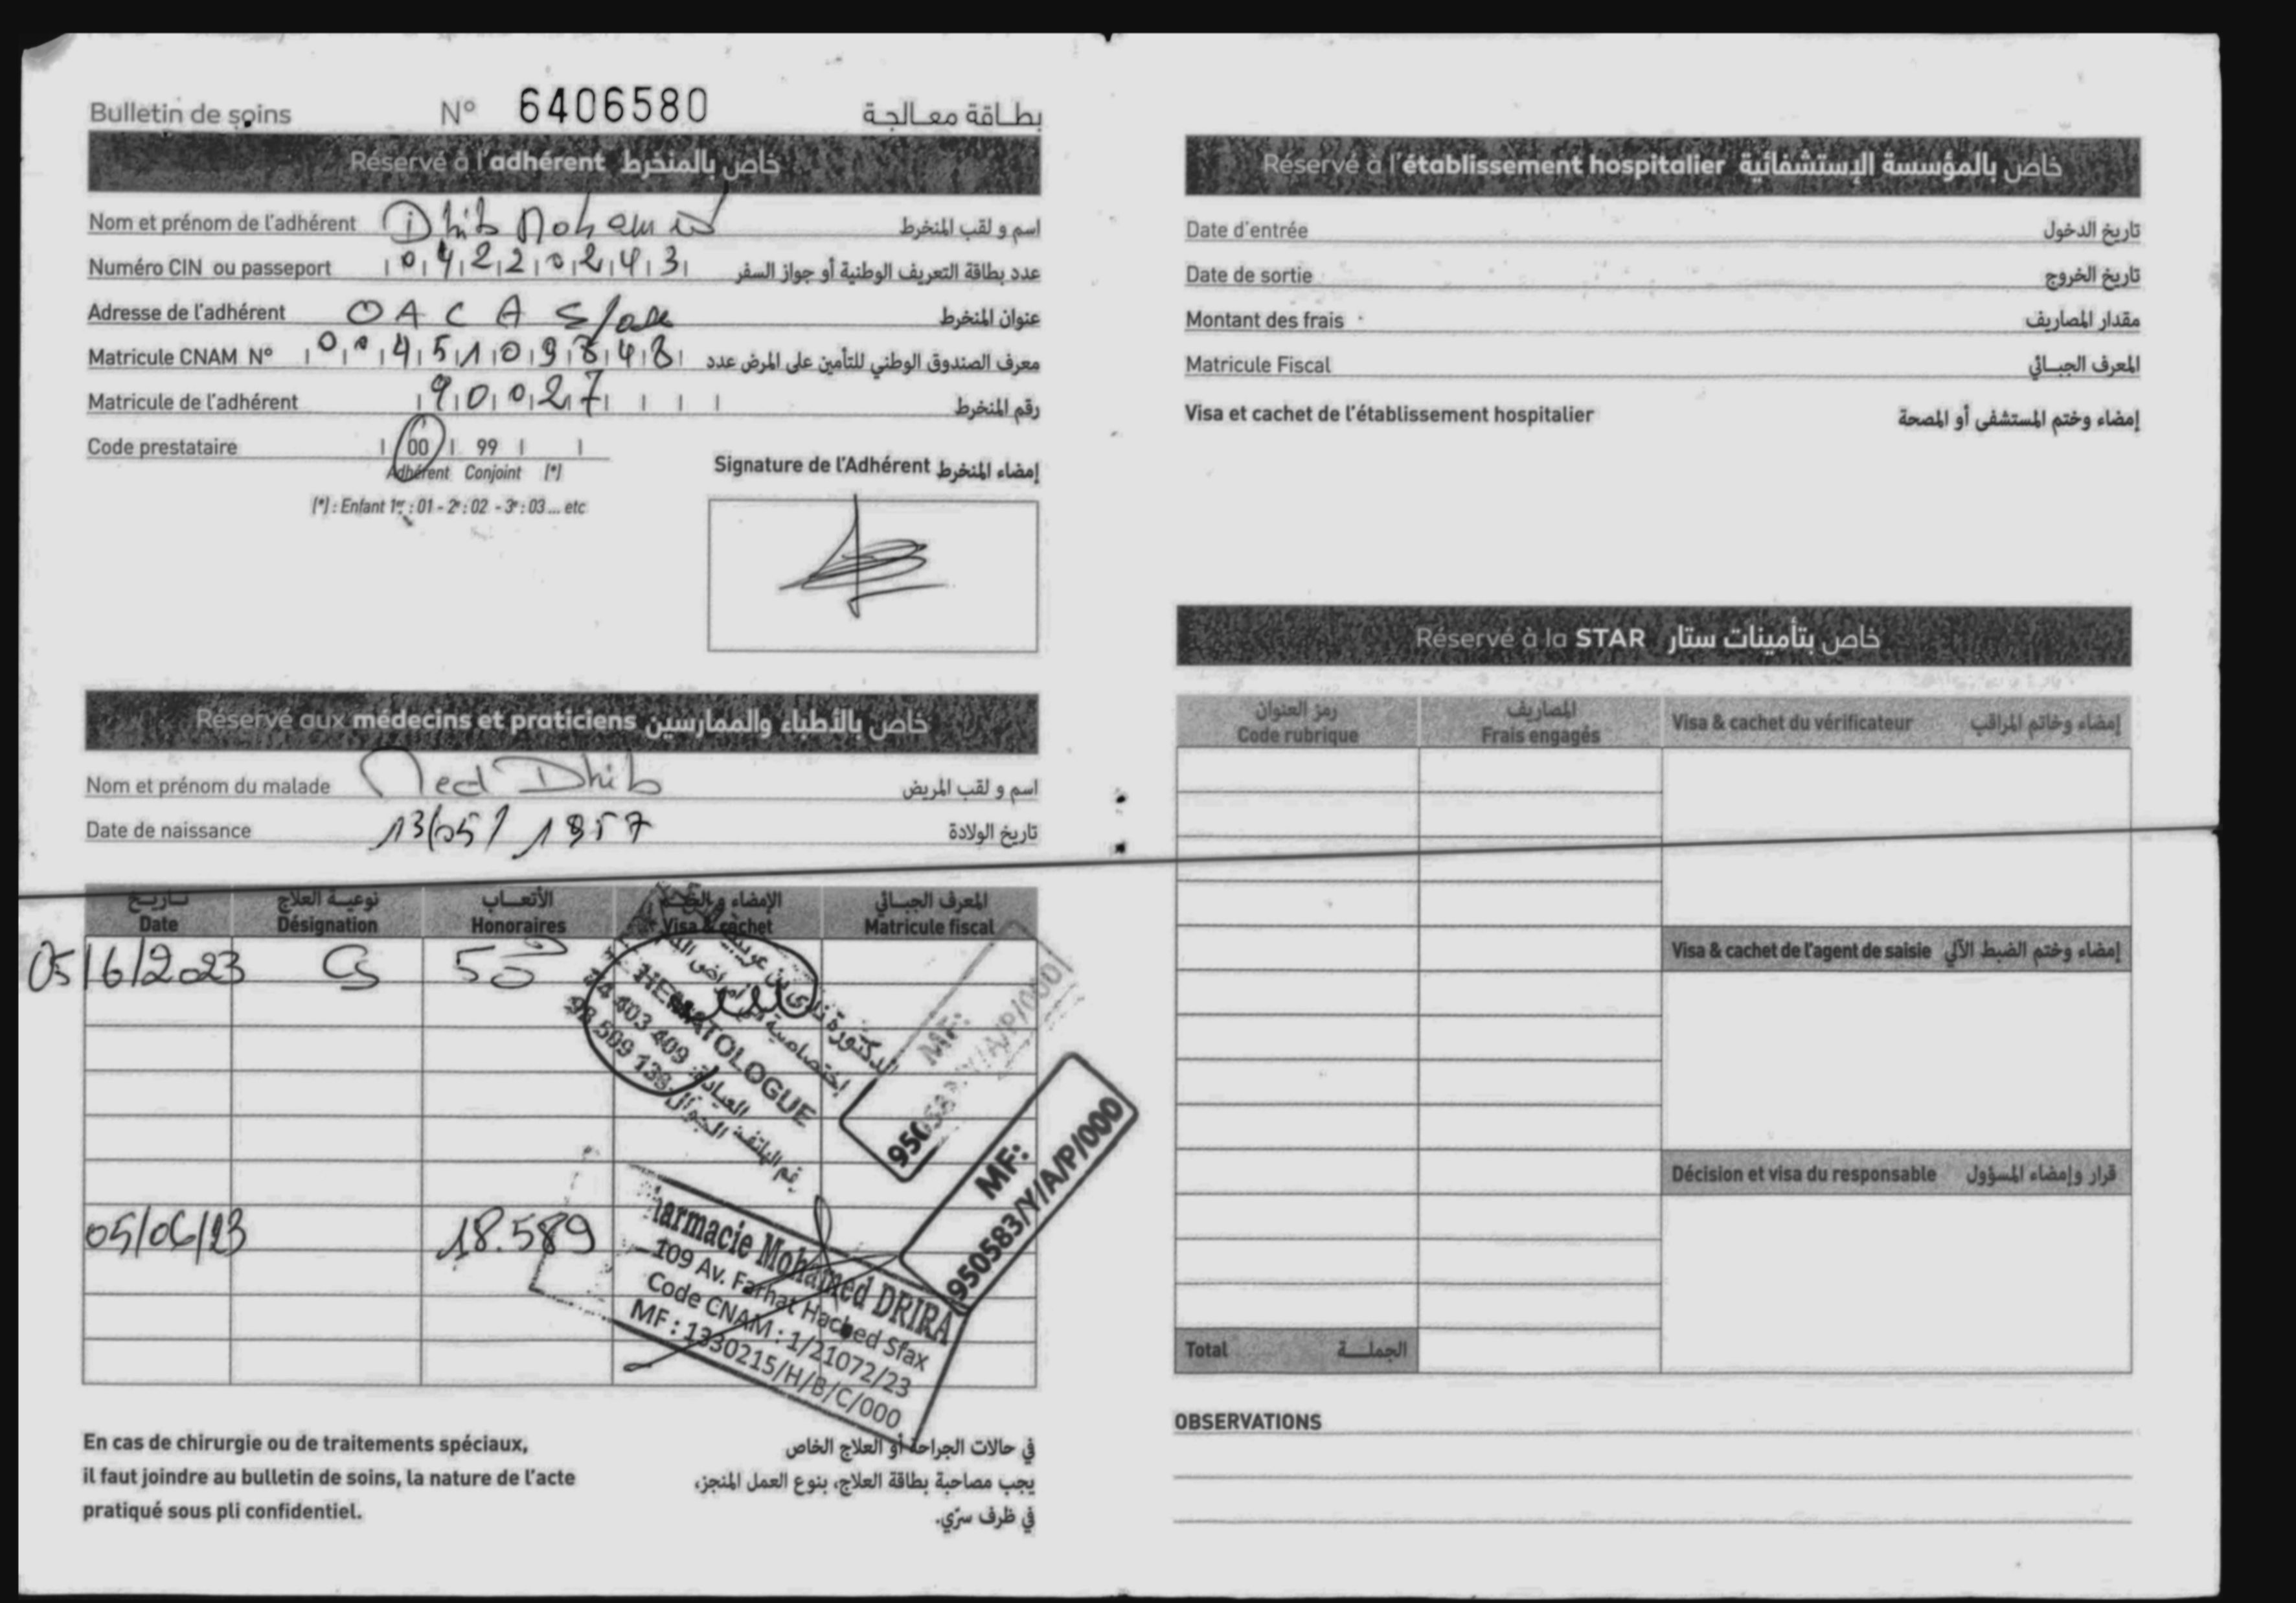 Bulletin de soins N° 6406580 بطاقة معالجة
Réservé à l'adhérent خاص بالمنخرط
Nom et prénom de l'adhérent Dhib Mohamed اسم و لقب المنخرط
Numéro CIN ou passeport 04220243 عدد بطاقة التعريف الوطنية أو جواز السفر
Adresse de l'adhérent OACA Sfax عنوان المنخرط
Matricule CNAM N° 0045109848 معرف الصندوق الوطني للتأمين على المرض عدد
Matricule de l'adhérent 90027 رقم المنخرط
Code prestataire 00 99
Adhérent Conjoint (*)
(*) : Enfant 1er : 01 - 2e : 02 - 3e : 03 ... etc
Signature de l'Adhérent إمضاء المنخرط
Réservé aux médecins et praticiens خاص بالأطباء والممارسين
Nom et prénom du malade Med Dhib اسم و لقب المريض
Date de naissance 13/05/1957 تاريخ الولادة
تاريخ نوعية العلاج الأتعاب الإمضاء و الختم المعرف الجبائي
Date Désignation Honoraires Visa & cachet Matricule fiscal
05/6/2023 Cs 50
HEMATOLOGUE
74 403 409 رقم الهاتف العيادة:
98 509 138 الجوال
MF:
950583/Y/A/P/000
MF:
950583/Y/A/P/000
05/06/23 18.589
Pharmacie Mohamed DRIRA
109 Av. Farhat Hached Sfax
Code CNAM : 1/21072/23
MF : 1330215/H/B/C/000
En cas de chirurgie ou de traitements spéciaux,
il faut joindre au bulletin de soins, la nature de l'acte
pratiqué sous pli confidentiel.
في حالات الجراحة أو العلاج الخاص
يجب مصاحبة بطاقة العلاج، بنوع العمل المنجز،
في ظرف سرّي.
Réservé à l'établissement hospitalier خاص بالمؤسسة الإستشفائية
Date d'entrée تاريخ الدخول
Date de sortie تاريخ الخروج
Montant des frais مقدار المصاريف
Matricule Fiscal المعرف الجبائي
Visa et cachet de l'établissement hospitalier إمضاء وختم المستشفى أو المصحة
Réservé à la STAR خاص بتأمينات ستار
رمز العنوان المصاريف
Code rubrique Frais engagés Visa & cachet du vérificateur إمضاء وخاتم المراقب
Visa & cachet de l'agent de saisie إمضاء وختم الضبط الآلي
Décision et visa du responsable قرار وإمضاء المسؤول
Total الجملة
OBSERVATIONS